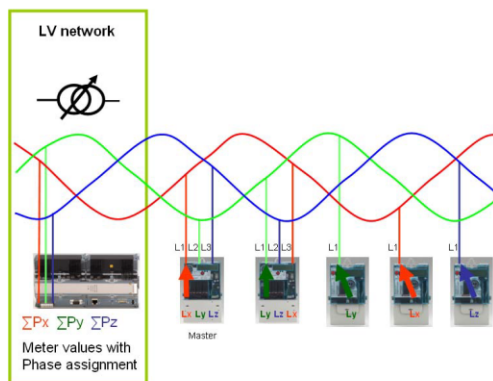 LV network
L1 L2 L3
L1 L2 L3
L1
L1
L1
Lx Ly Lz
Ly Lz Lx
Ly
Lx
Lz
∑Px ∑Py ∑Pz
Master
Meter values with
Phase assignment